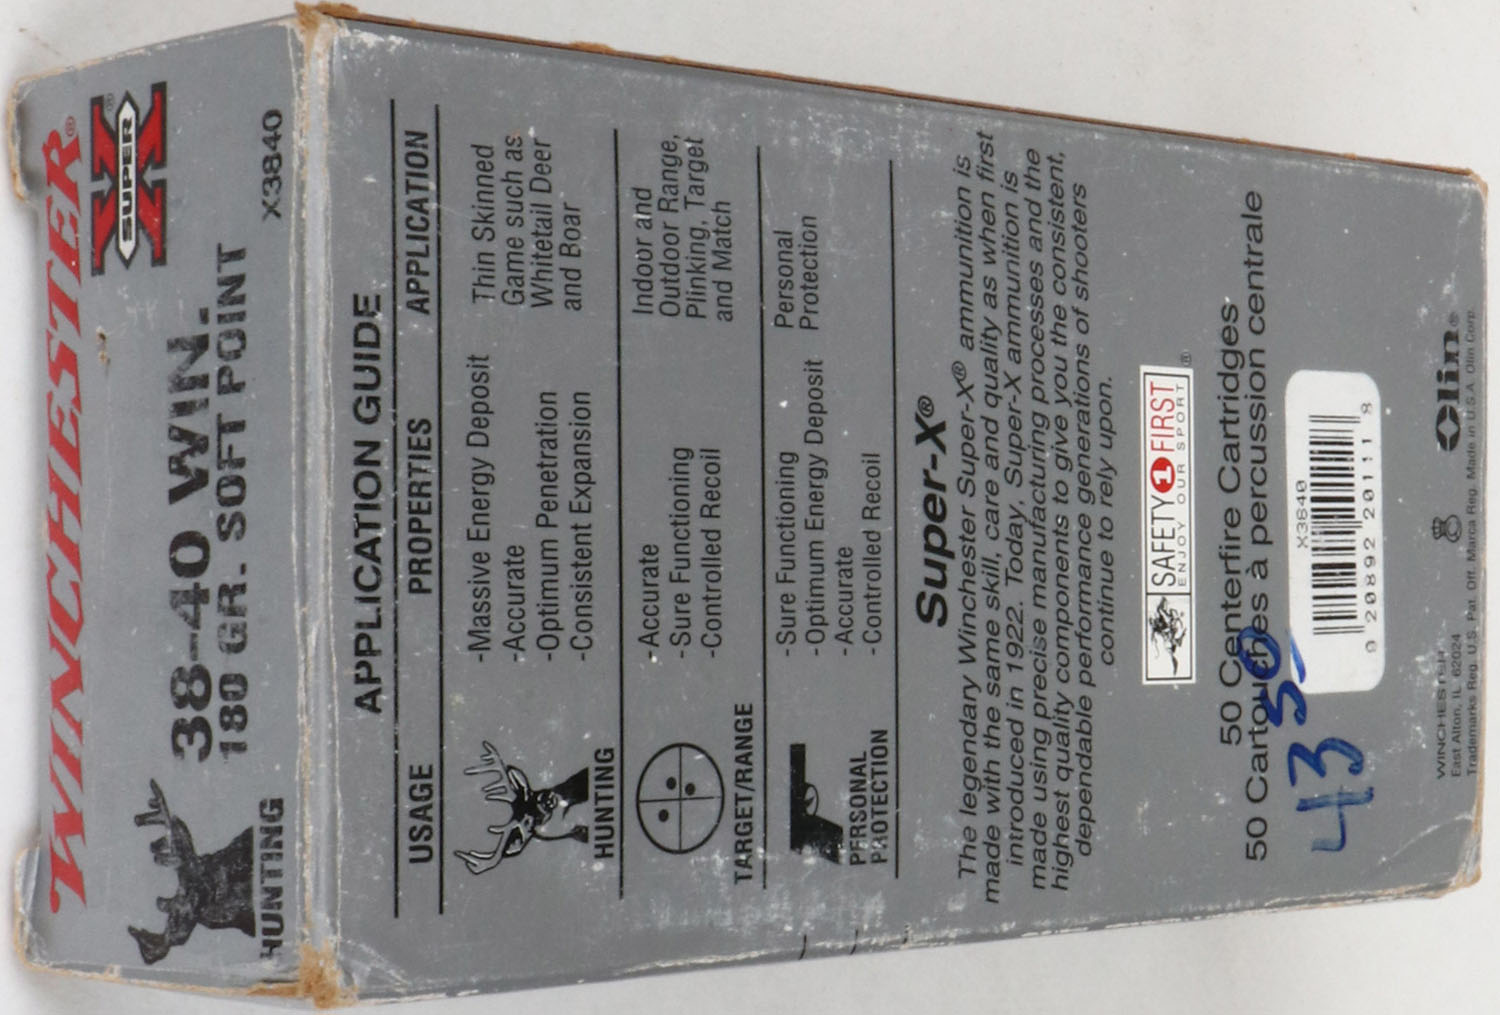 WINCHESTER®
SUPER X®
38-40 WIN.
180 GR. SOFT POINT
X3840
HUNTING
APPLICATION GUIDE
USAGE PROPERTIES APPLICATION
HUNTING
-Massive Energy Deposit
-Accurate
-Optimum Penetration
-Consistent Expansion
Thin Skinned
Game such as
Whitetail Deer
and Boar
TARGET/RANGE
-Accurate
-Sure Functioning
-Controlled Recoil
Indoor and
Outdoor Range,
Plinking, Target
and Match
PERSONAL
PROTECTION
-Sure Functioning
-Optimum Energy Deposit
-Accurate
-Controlled Recoil
Personal
Protection
Super-X®
The legendary Winchester Super-X® ammunition is
made with the same skill, care and quality as when first
introduced in 1922. Today, Super-X ammunition is
made using precise manufacturing processes and the
highest quality components to give you the consistent,
dependable performance generations of shooters
continue to rely upon.
SAFETY 1 FIRST®
ENJOY OUR SPORT
50 Centerfire Cartridges
50 Cartouches à percussion centrale
43 50
X3840
0 20892 20111 8
WINCHESTER
East Alton, IL 62024
Trademarks Reg. U.S. Pat. Off. Marca Reg. Made in U.S.A. Olin Corp.
Olin®